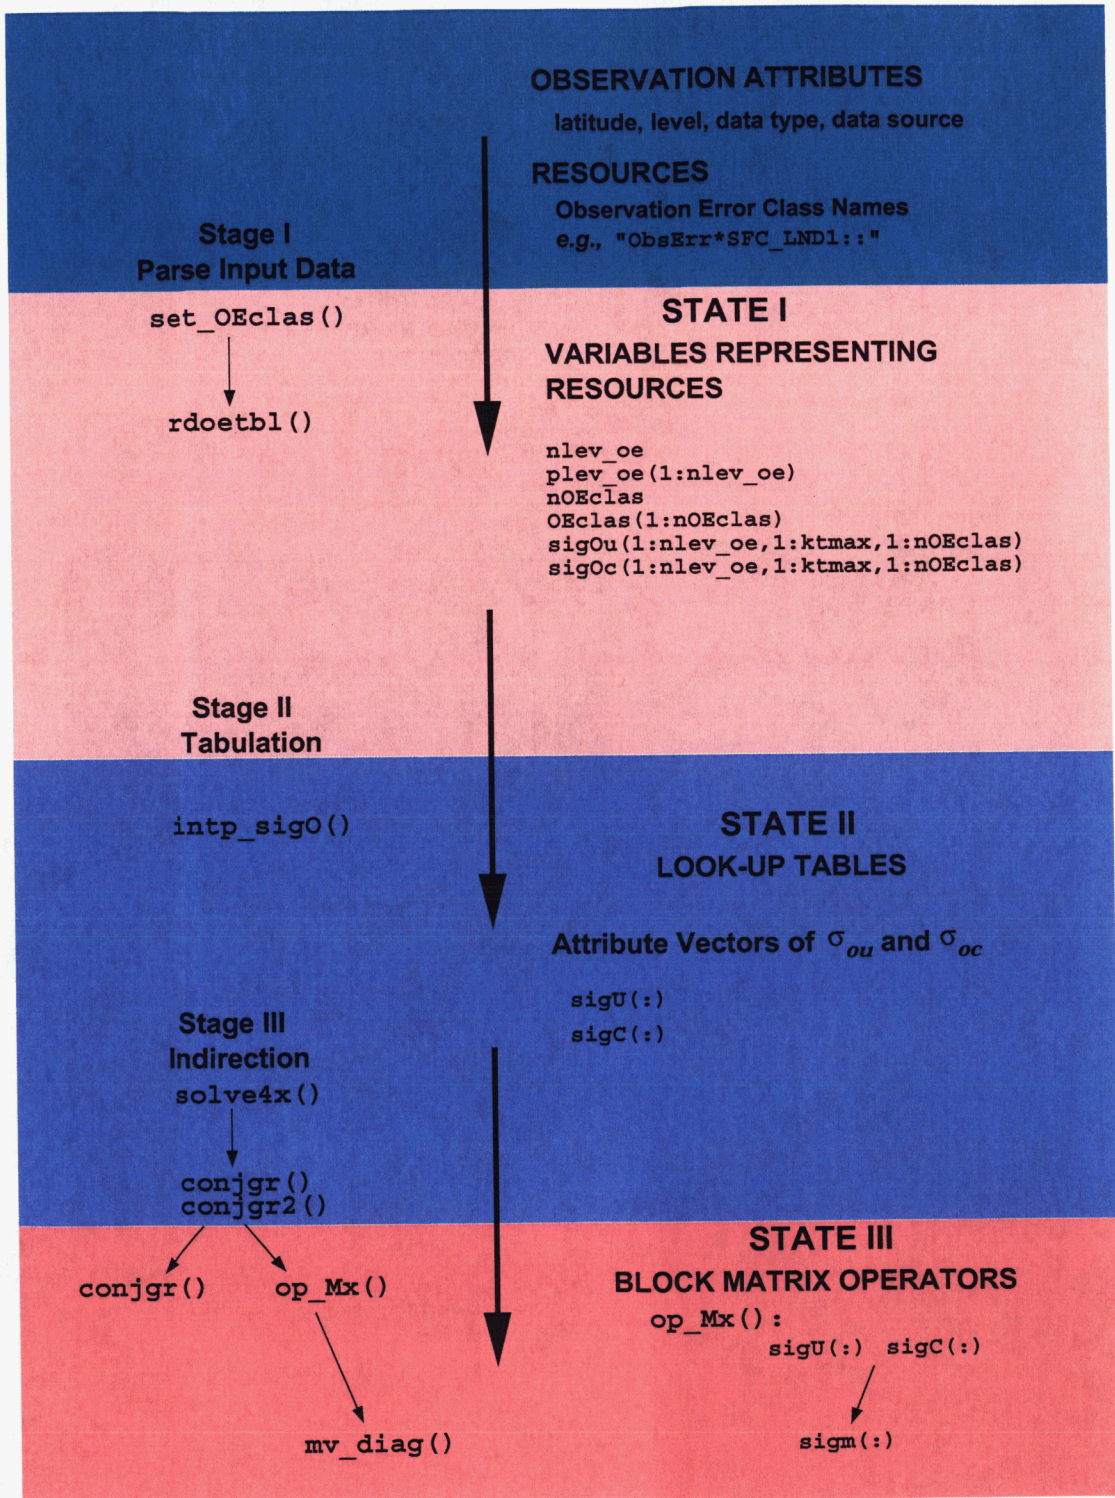 OBSERVATION ATTRIBUTES
latitude, level, data type, data source
RESOURCES
Observation Error Class Names
e.g., "ObsErr*SFC_LND1::"
Stage I
Parse Input Data
set_OEclas()
rdoetbl()
STATE I
VARIABLES REPRESENTING
RESOURCES
nlev_oe
plev_oe(1:nlev_oe)
nOEclas
OEclas(1:nOEclas)
sigOu(1:nlev_oe,1:ktmax,1:nOEclas)
sigOc(1:nlev_oe,1:ktmax,1:nOEclas)
Stage II
Tabulation
intp_sigO()
STATE II
LOOK-UP TABLES
Attribute Vectors of σou and σoc
sigU(:)
sigC(:)
Stage III
Indirection
solve4x()
conjgr()
conjgr2()
conjgr() op_Mx()
mv_diag()
STATE III
BLOCK MATRIX OPERATORS
op_Mx():
sigU(:) sigC(:)
sigm(:)